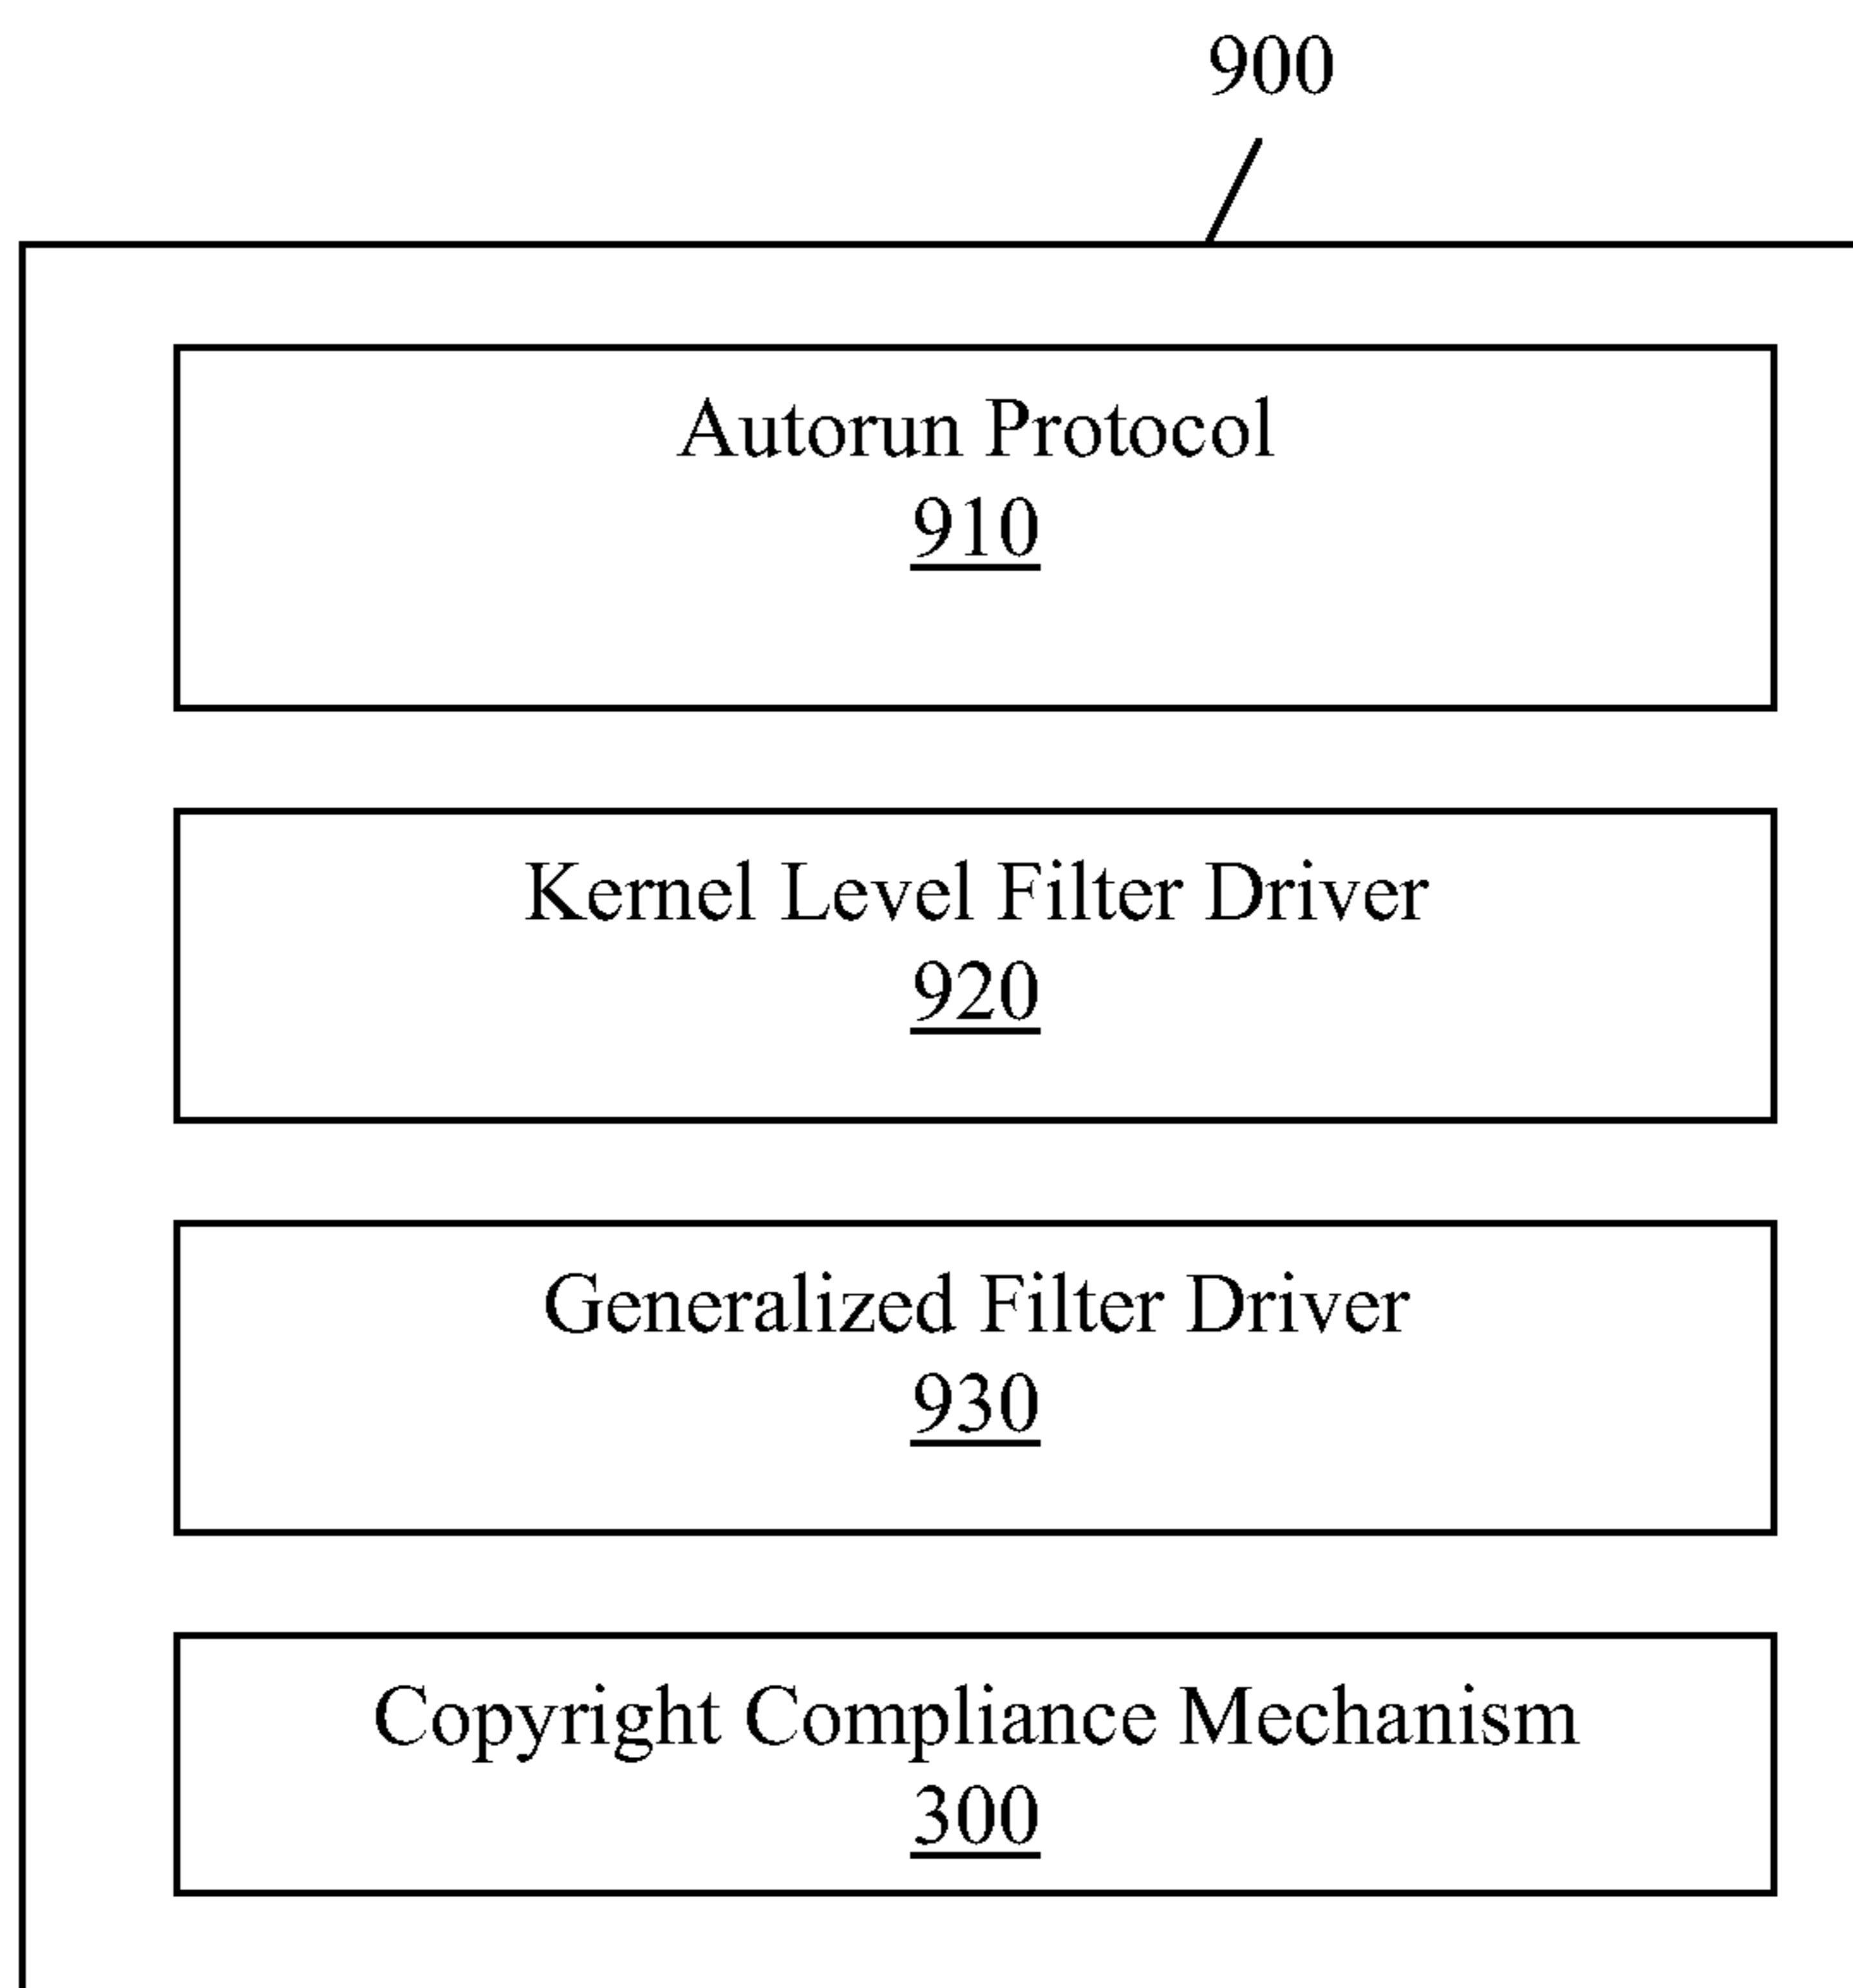 900
Autorun Protocol
910
Kernel Level Filter Driver
920
Generalized Filter Driver
930
Copyright Compliance Mechanism
300